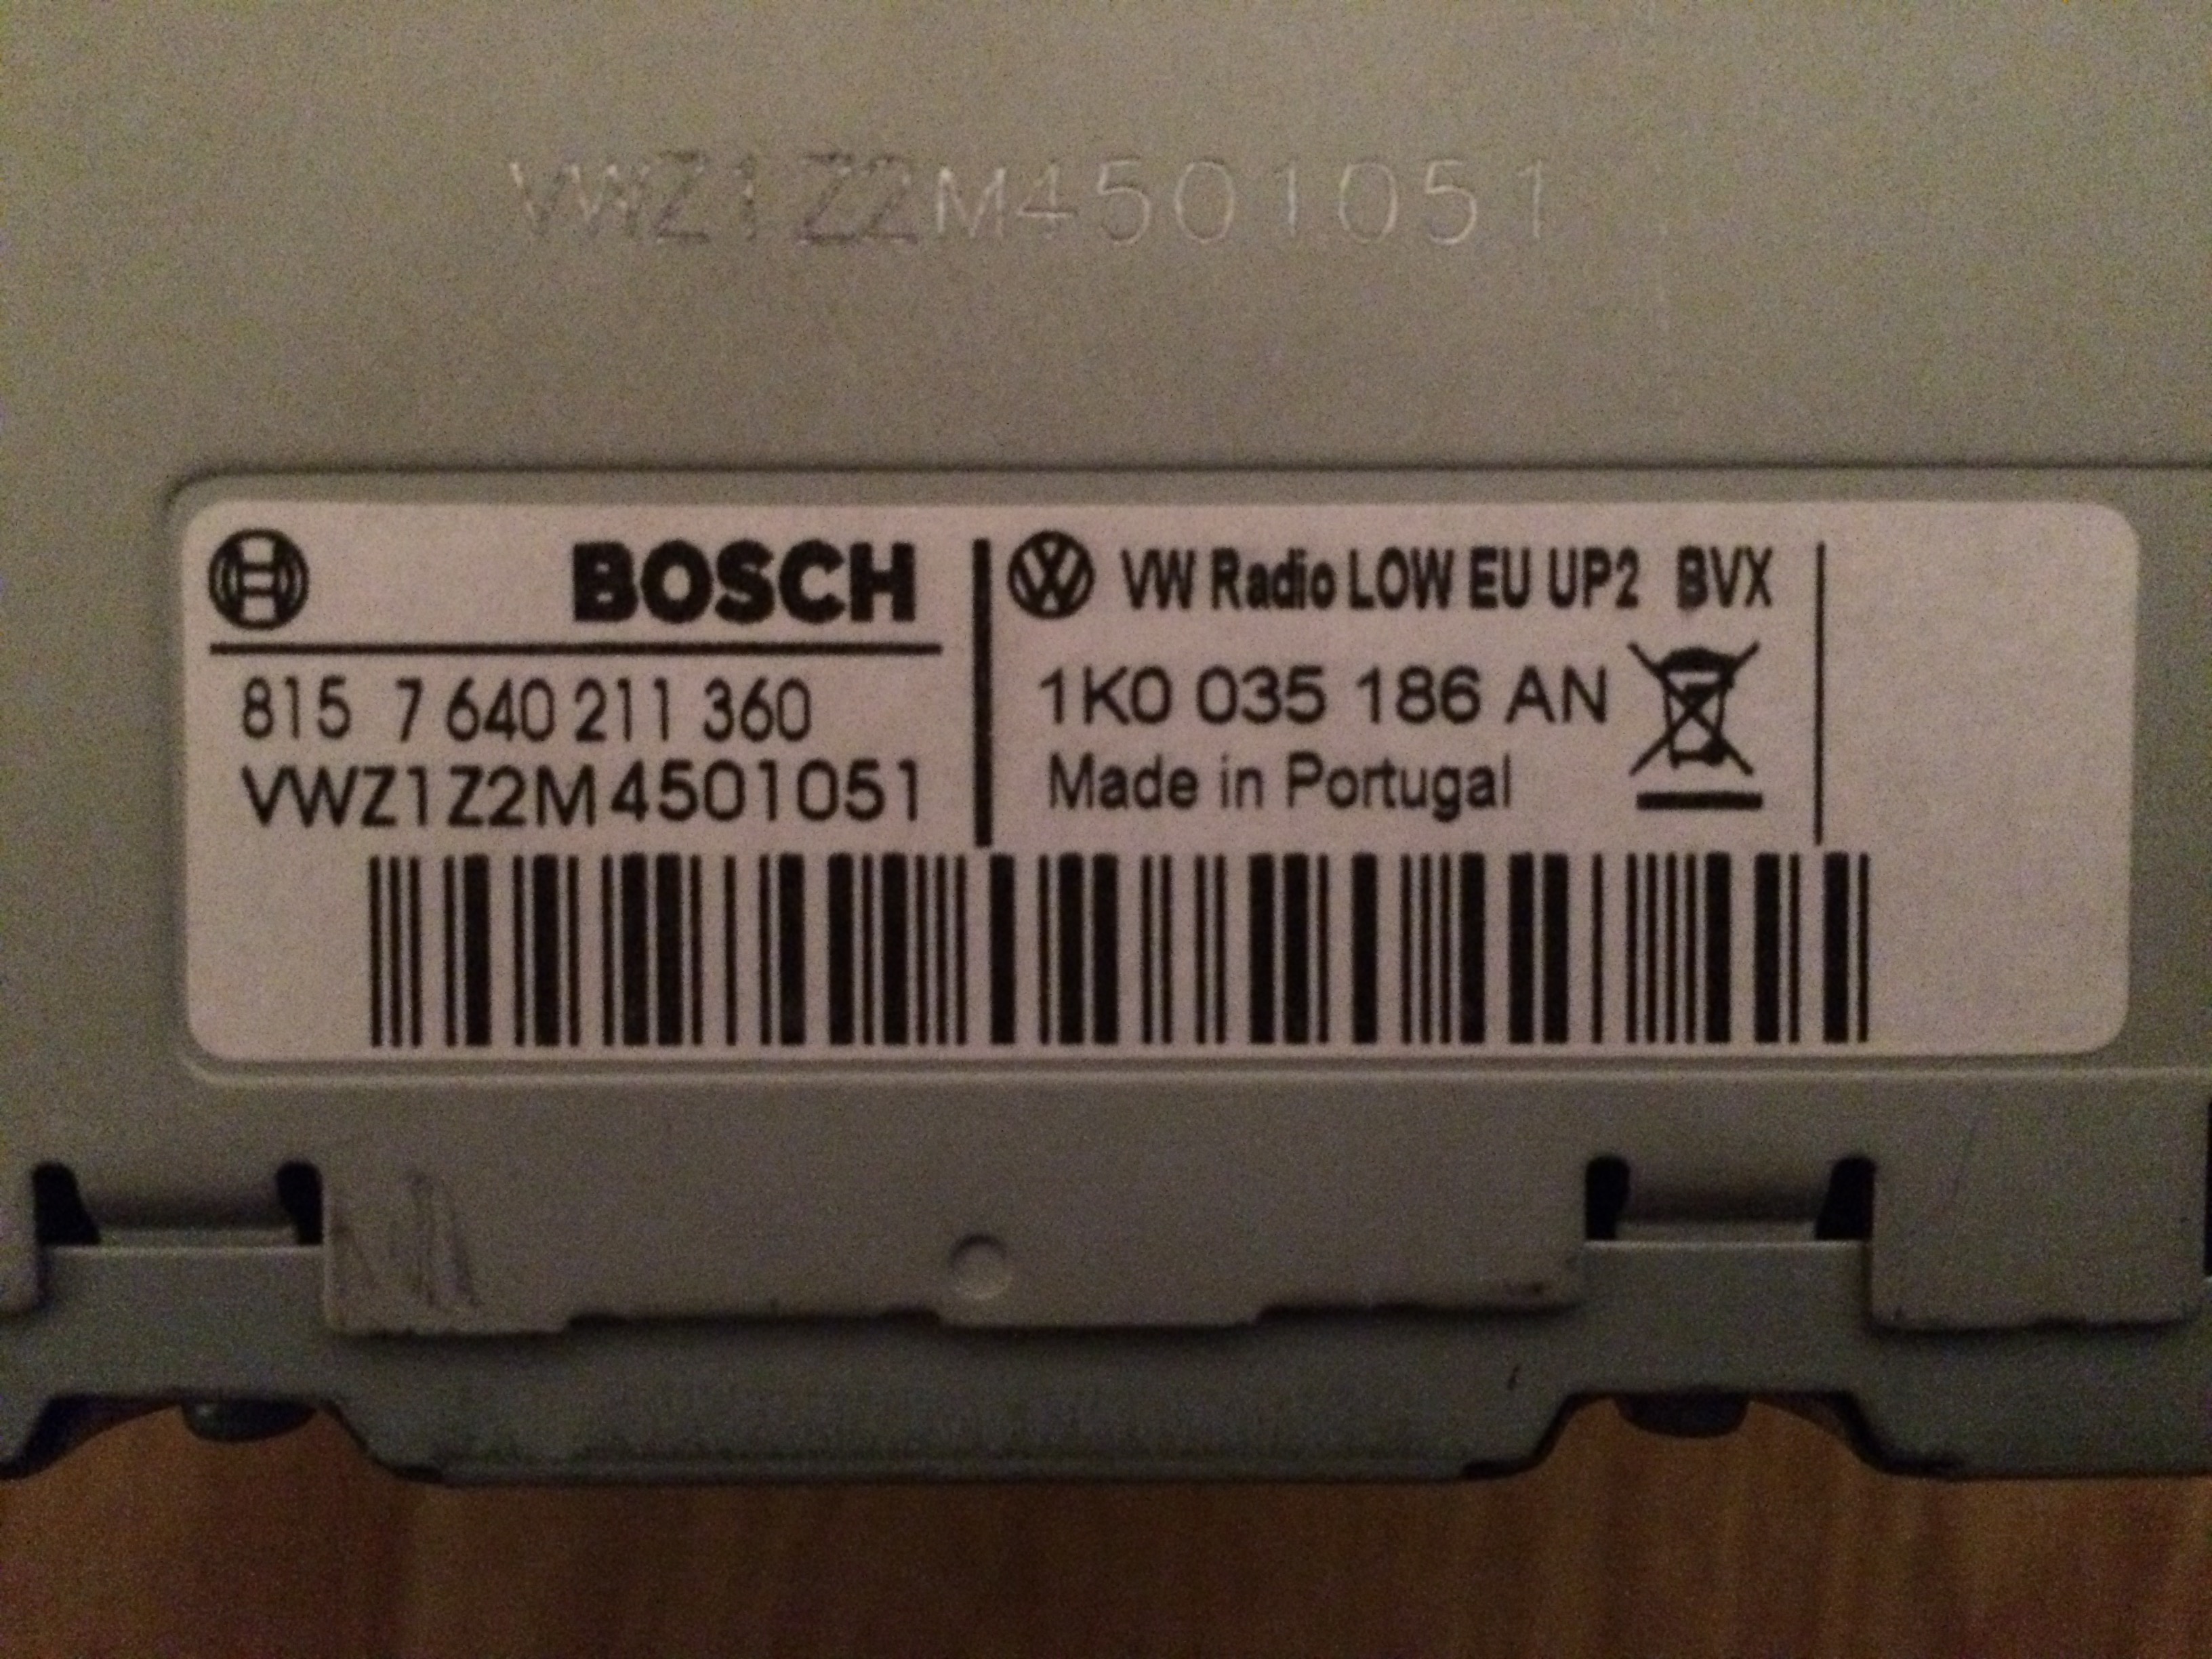 VWZ1Z2M4501051
BOSCH
815 7 640 211 360
VWZ1Z2M4501051
VW Radio LOW EU UP2 BVX
1K0 035 186 AN
Made in Portugal